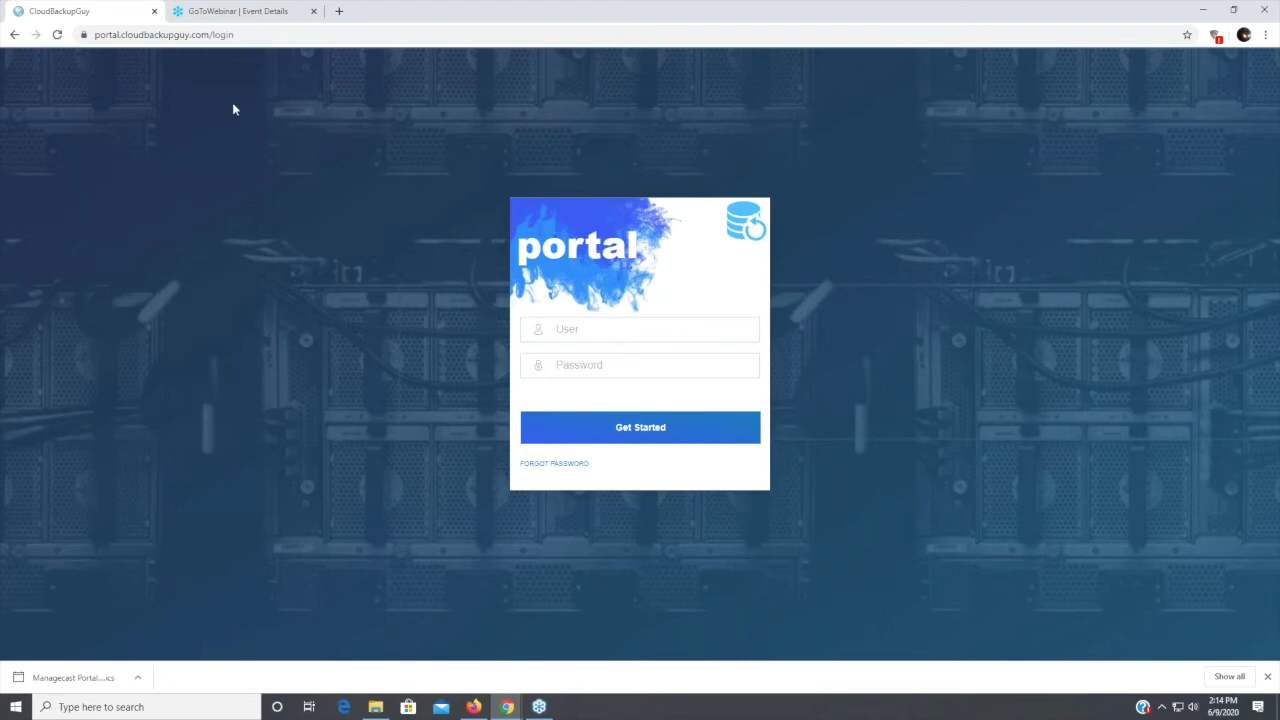 CloudBackupGuy
GoToWebinar | Event Details
portal.cloudbackupguy.com/login
portal
User
Password
Get Started
FORGOT PASSWORD
Managecast Portal....ics
Show all
Type here to search
2:14 PM
6/9/2020